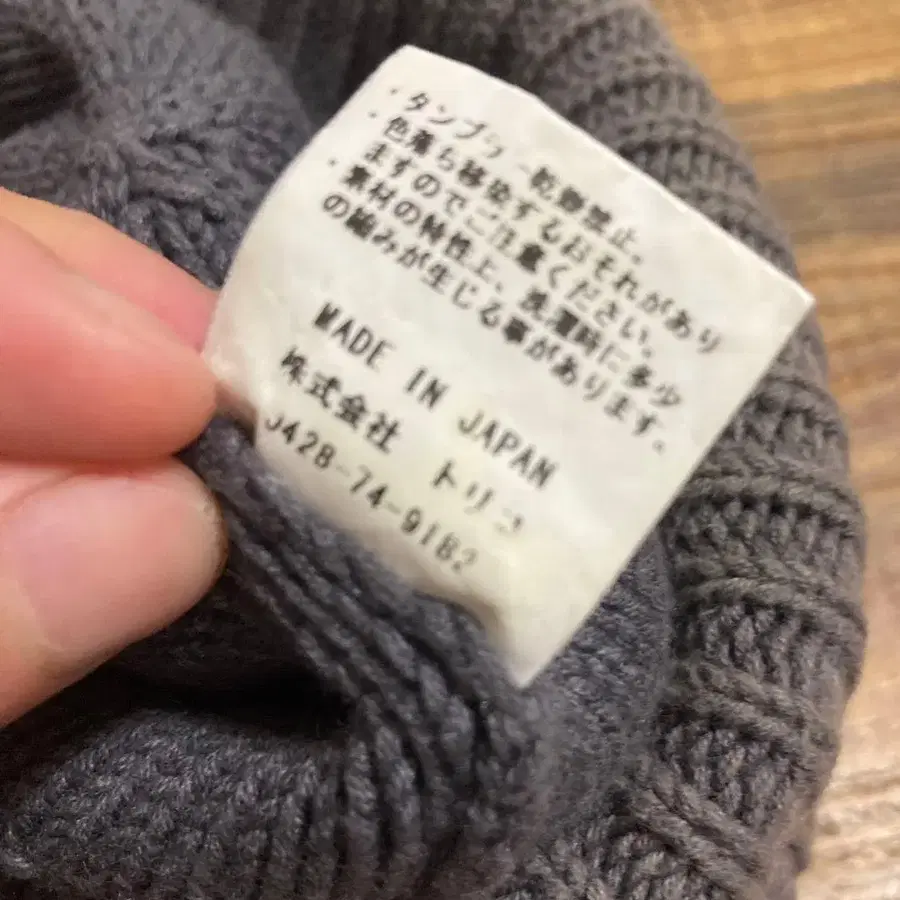 ・タンブラー乾燥禁止。
・色落ち移染するおそれがあり
ますのでご注意ください。
・素材の特性上、洗濯時に多少
の縮みが生じる事があります。
MADE IN JAPAN
株式会社 トリコ
3428-74-9182